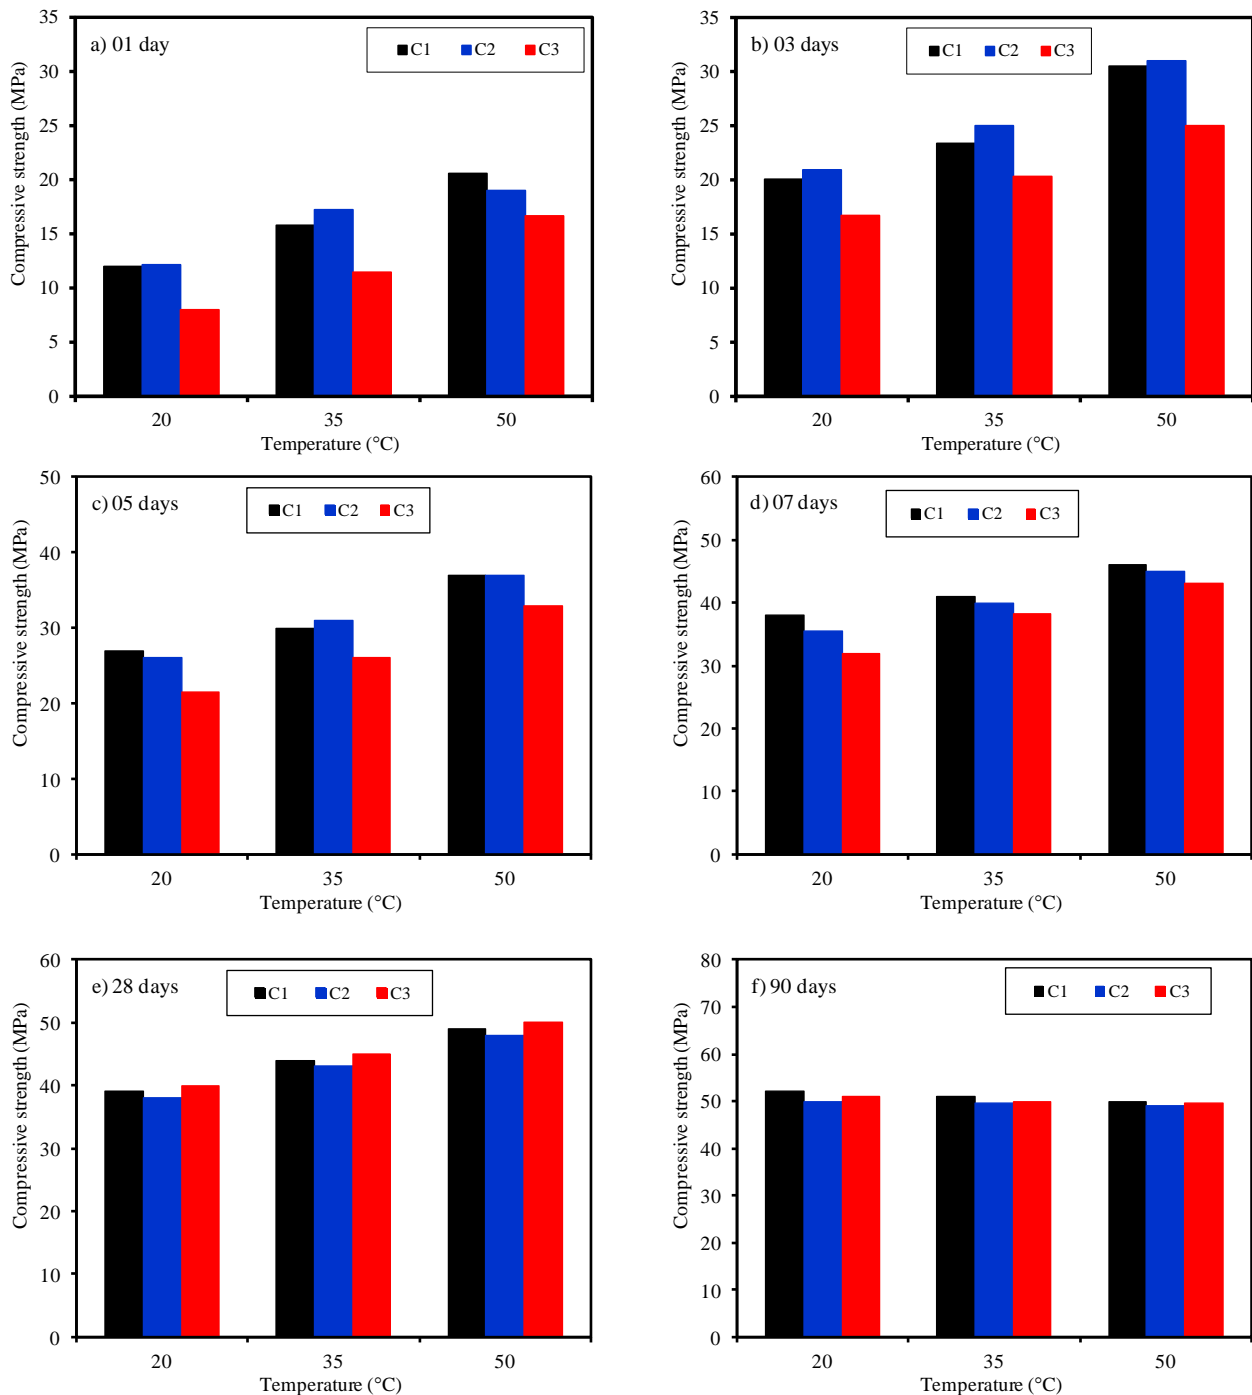 a) 01 day
C1 C2 C3
Compressive strength (MPa)
35
30
25
20
15
10
5
0
20 35 50
Temperature (°C)
b) 03 days
C1 C2 C3
Compressive strength (MPa)
35
30
25
20
15
10
5
0
20 35 50
Temperature (°C)
c) 05 days
C1 C2 C3
Compressive strength (MPa)
50
40
30
20
10
0
20 35 50
Temperature (°C)
d) 07 days
C1 C2 C3
Compressive strength (MPa)
60
50
40
30
20
10
0
20 35 50
Temperature (°C)
e) 28 days
C1 C2 C3
Compressive strength (MPa)
60
50
40
30
20
10
0
20 35 50
Temperature (°C)
f) 90 days
C1 C2 C3
Compressive strength (MPa)
80
70
60
50
40
30
20
10
0
20 35 50
Temperature (°C)